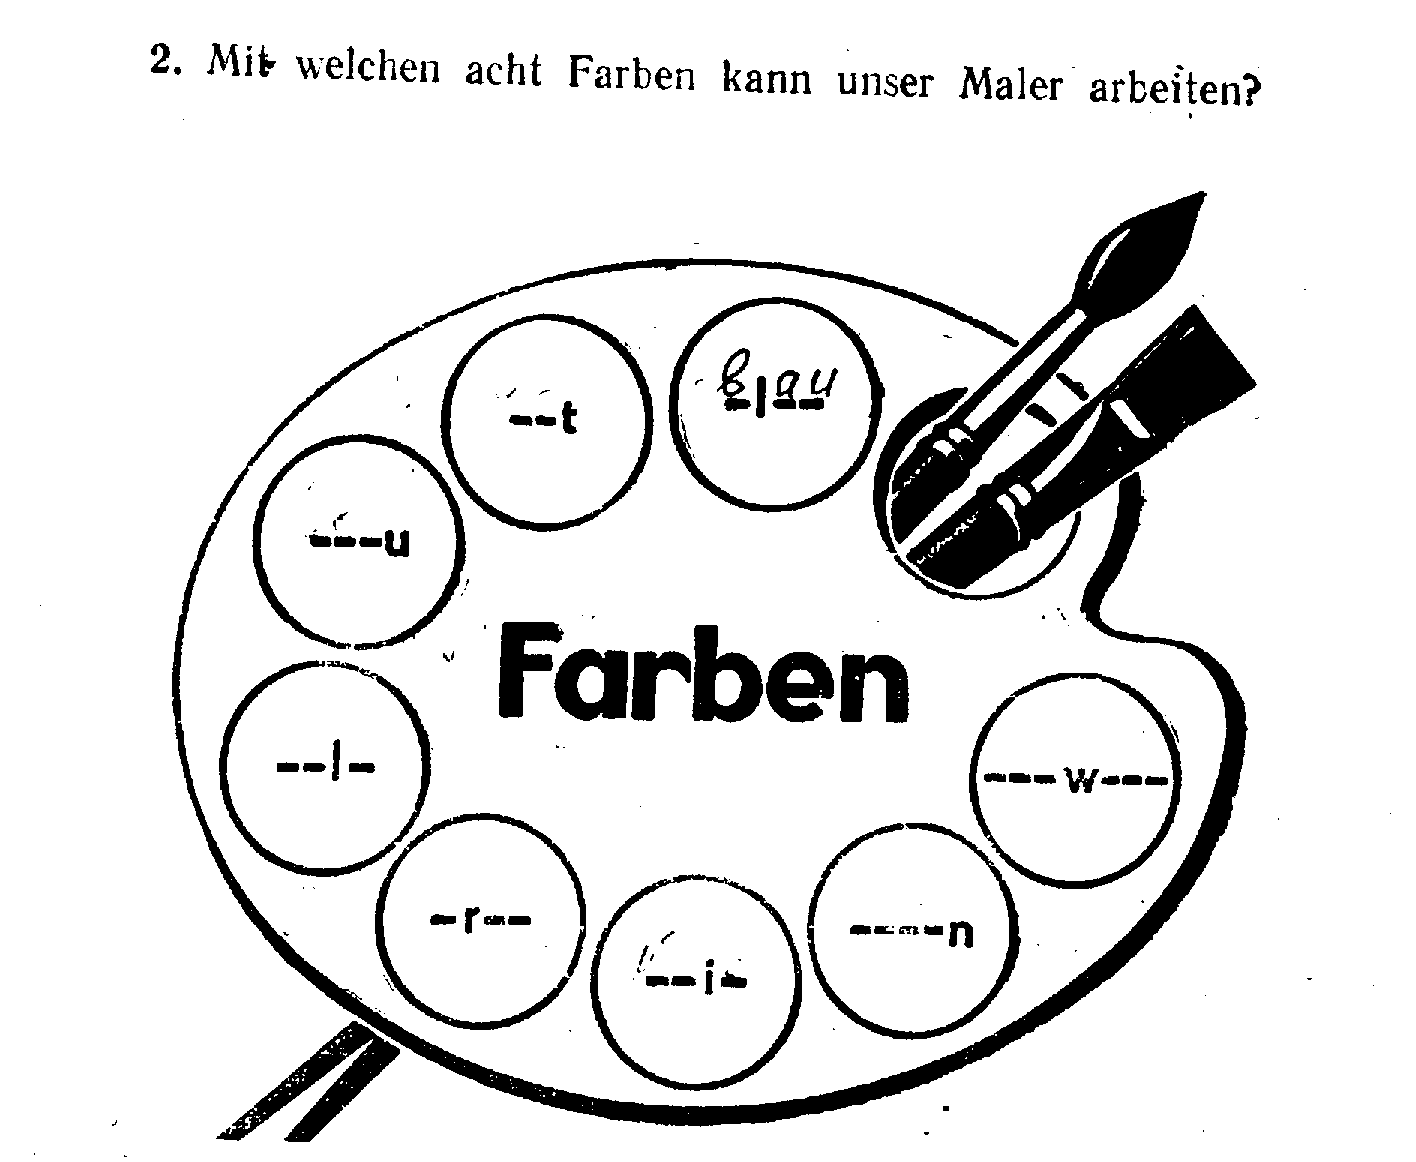 2. Mit welchen acht Farben kann unser Maler arbeiten?
blau
--t
---u
Farben
--l-
---w---
-r--
----n
--i-